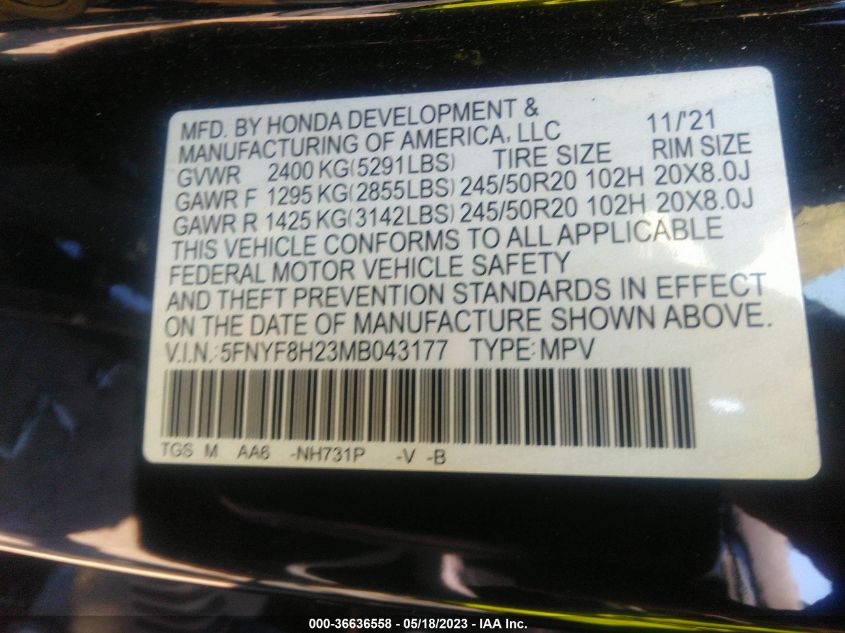 MFD. BY HONDA DEVELOPMENT &
MANUFACTURING OF AMERICA, LLC 11/'21
GVWR 2400 KG(5291LBS) TIRE SIZE RIM SIZE
GAWR F 1295 KG(2855LBS) 245/50R20 102H 20X8.0J
GAWR R 1425 KG(3142LBS) 245/50R20 102H 20X8.0J
THIS VEHICLE CONFORMS TO ALL APPLICABLE
FEDERAL MOTOR VEHICLE SAFETY
AND THEFT PREVENTION STANDARDS IN EFFECT
ON THE DATE OF MANUFACTURE SHOWN ABOVE.
V.I.N.: 5FNYF8H23MB043177 TYPE: MPV
TGS M AA6 -NH731P -V -B
000-36636558 - 05/18/2023 - IAA Inc.